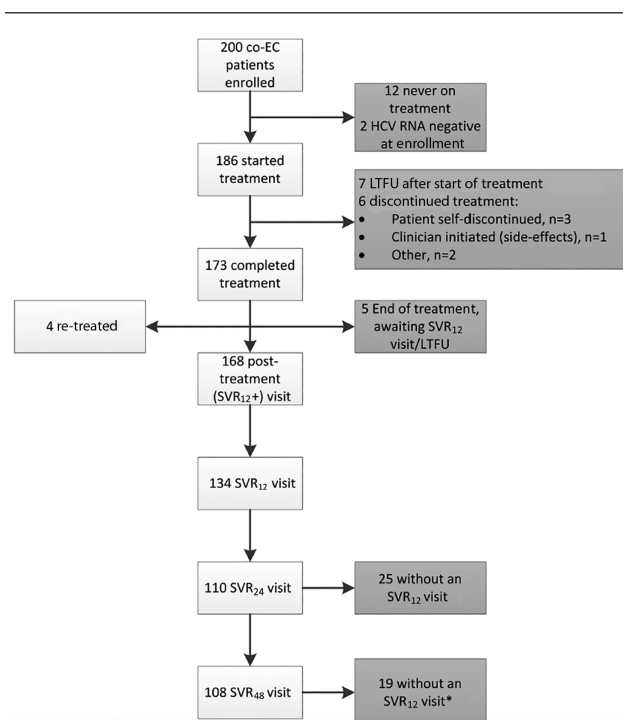 200 co-EC
patients
enrolled
12 never on
treatment
2 HCV RNA negative
at enrollment
186 started
treatment
7 LTFU after start of treatment
6 discontinued treatment:
• Patient self-discontinued, n=3
• Clinician initiated (side-effects), n=1
• Other, n=2
173 completed
treatment
4 re-treated
5 End of treatment,
awaiting SVR₁₂
visit/LTFU
168 post-
treatment
(SVR₁₂+) visit
134 SVR₁₂ visit
110 SVR₂₄ visit
25 without an
SVR₁₂ visit
108 SVR₄₈ visit
19 without an
SVR₁₂ visit*